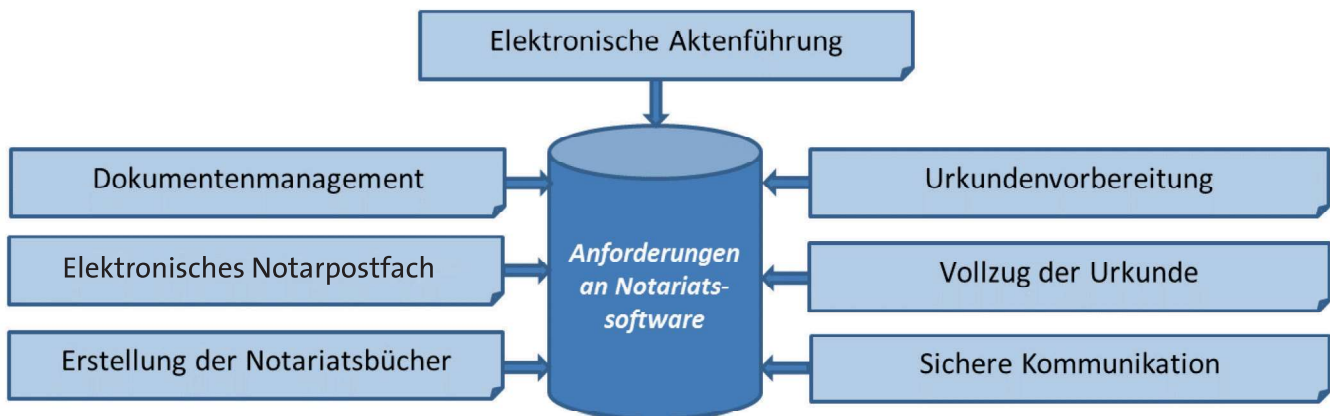 Elektronische Aktenführung
Dokumentenmanagement
Urkundenvorbereitung
Elektronisches Notarpostfach
Anforderungen
an Notariats-
software
Vollzug der Urkunde
Erstellung der Notariatsbücher
Sichere Kommunikation